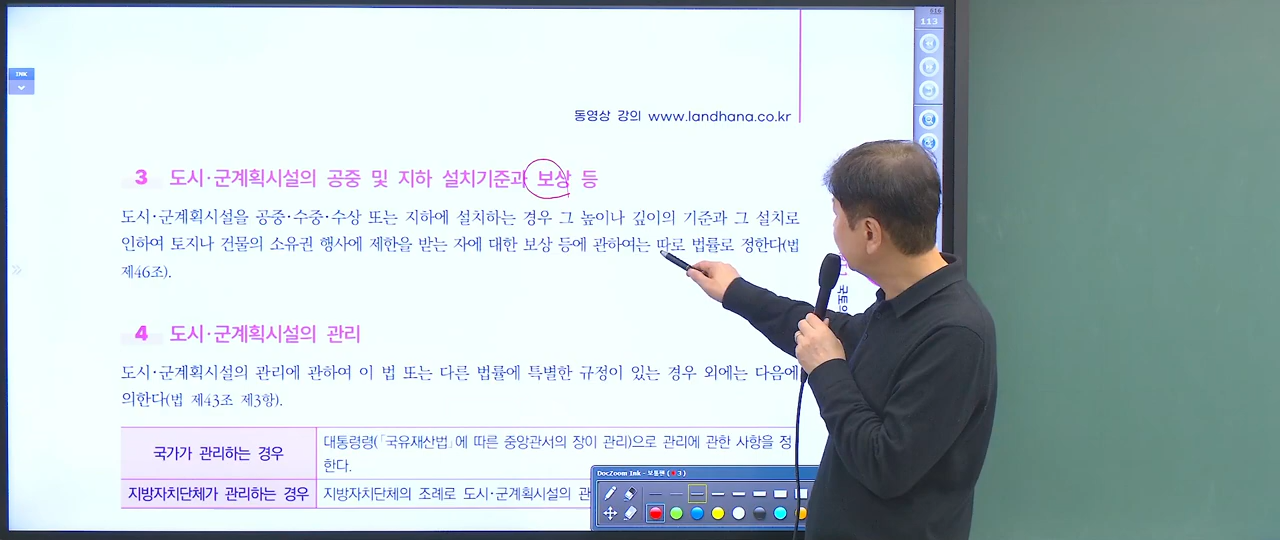 616
113
INK
동영상 강의 www.landhana.co.kr
3 도시·군계획시설의 공중 및 지하 설치기준과 보상 등
도시·군계획시설을 공중·수중·수상 또는 지하에 설치하는 경우 그 높이나 깊이의 기준과 그 설치로
인하여 토지나 건물의 소유권 행사에 제한을 받는 자에 대한 보상 등에 관하여는 따로 법률로 정한다(법
제46조).
국토의
4 도시·군계획시설의 관리
도시·군계획시설의 관리에 관하여 이 법 또는 다른 법률에 특별한 규정이 있는 경우 외에는 다음에
의한다(법 제43조 제3항).
국가가 관리하는 경우
대통령령(「국유재산법」에 따른 중앙관서의 장이 관리)으로 관리에 관한 사항을 정
한다.
지방자치단체가 관리하는 경우
지방자치단체의 조례로 도시·군계획시설의 관
DocZoom Ink - 보통펜 ( 3 )